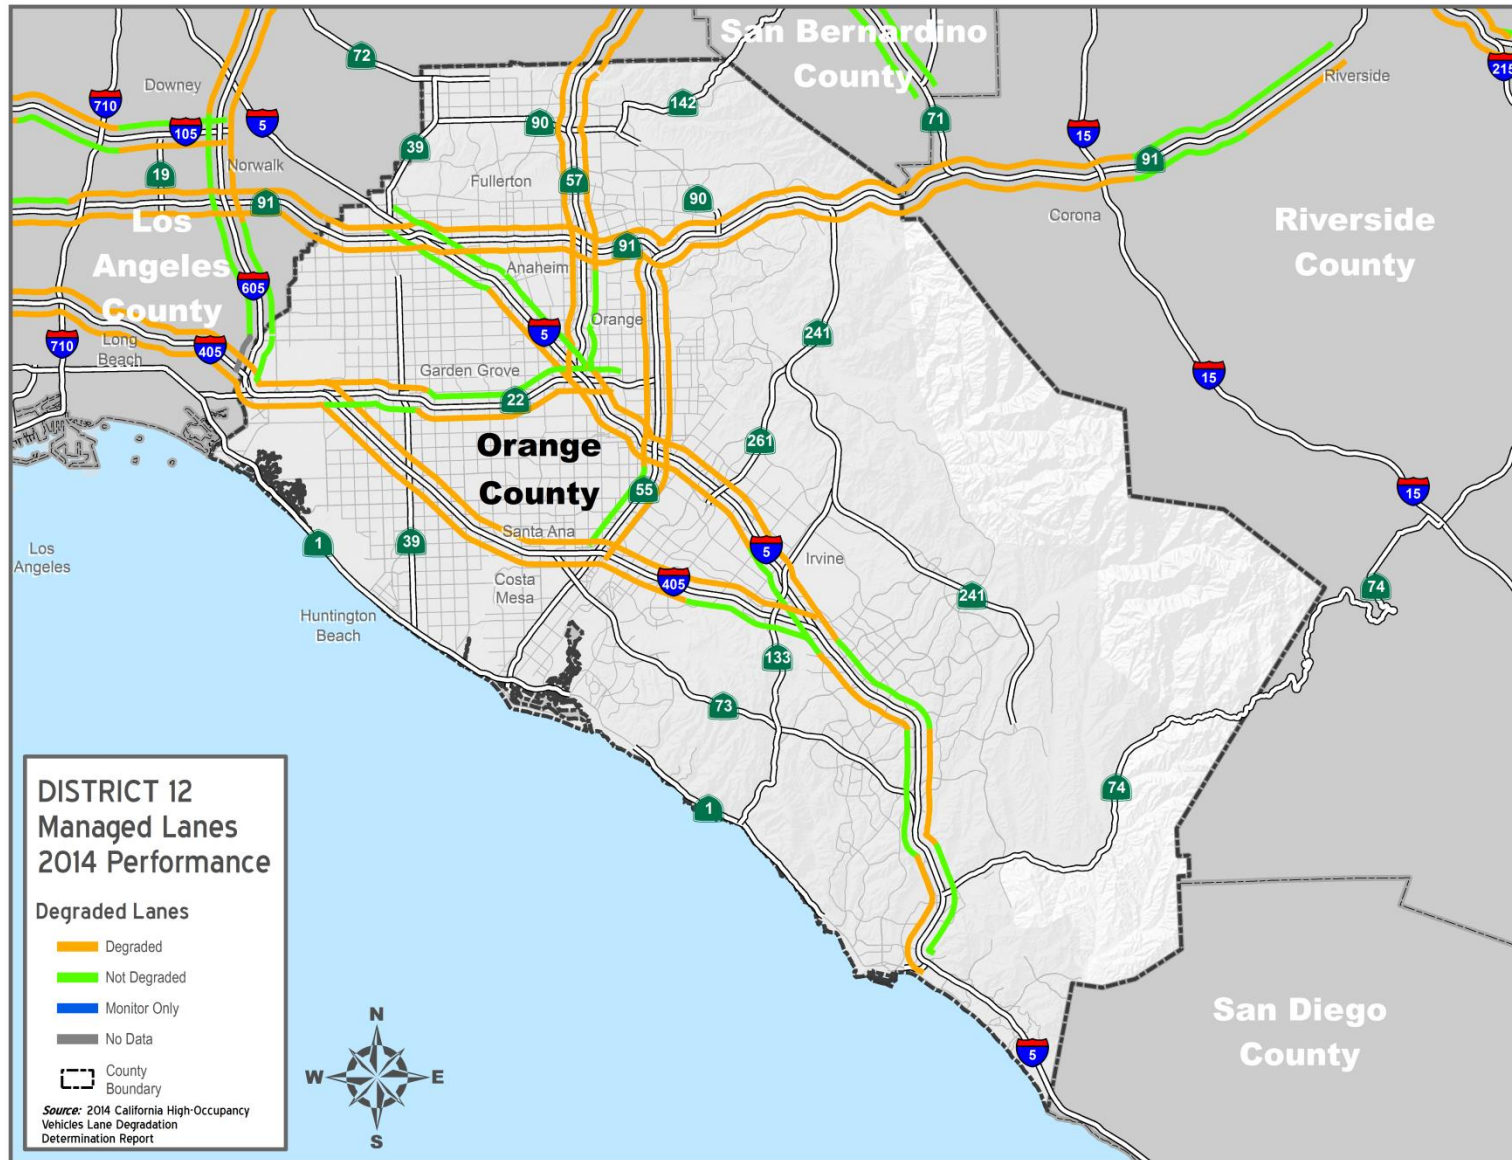 San Bernardino
County
72
Downey
710
105
5
142
71
15
215
Riverside
90
39
Norwalk
19
Fullerton
57
90
91
91
Los
Angeles
County
Corona
Riverside
County
91
Anaheim
605
241
Orange
5
710
Long
Beach
405
Garden Grove
15
22
Orange
County
261
55
15
Santa Ana
1
39
5
Irvine
Los
Angeles
Costa
Mesa
405
241
74
Huntington
Beach
133
73
74
1
DISTRICT 12
Managed Lanes
2014 Performance
Degraded Lanes
Degraded
Not Degraded
Monitor Only
No Data
County
Boundary
Source: 2014 California High-Occupancy
Vehicles Lane Degradation
Determination Report
N
W
E
S
San Diego
County
5